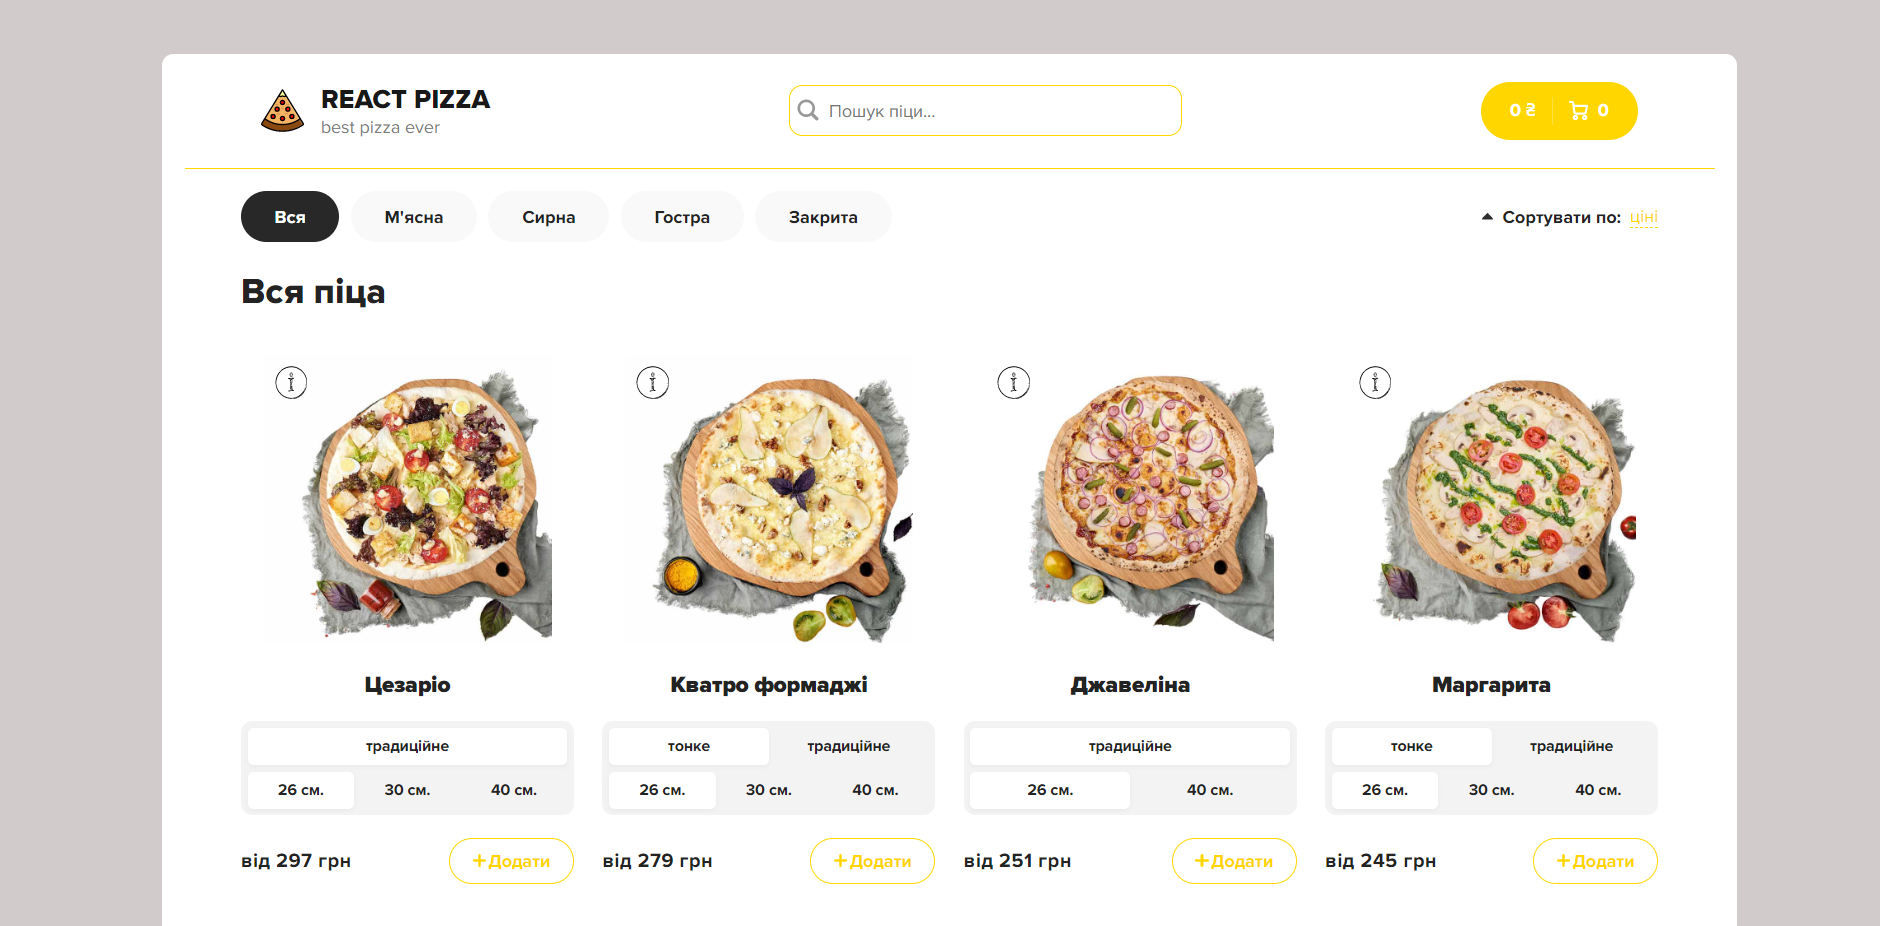 REACT PIZZA
best pizza ever
Пошук піци...
0 ₴
0
Вся
М'ясна
Сирна
Гостра
Закрита
Сортувати по: ціні
Вся піца
i
i
i
i
Цезаріо
Кватро формаджі
Джавеліна
Маргарита
традиційне
тонке традиційне
традиційне
тонке традиційне
26 см. 30 см. 40 см.
26 см. 30 см. 40 см.
26 см. 40 см.
26 см. 30 см. 40 см.
від 297 грн
+Додати
від 279 грн
+Додати
від 251 грн
+Додати
від 245 грн
+Додати